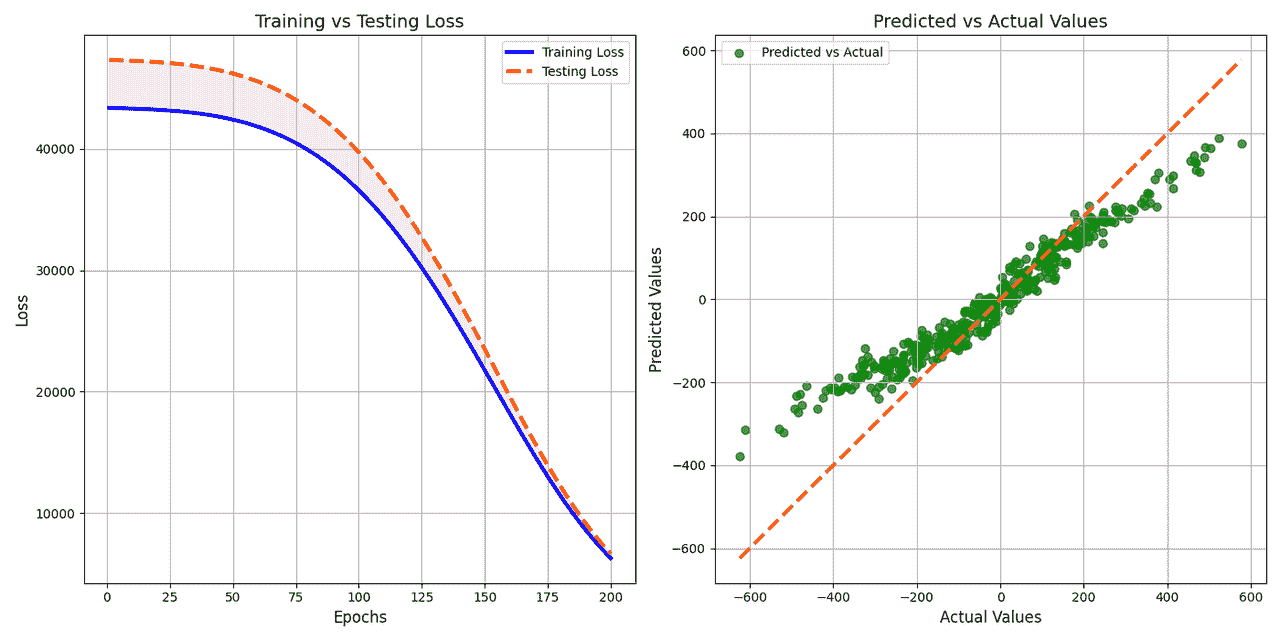 Training vs Testing Loss
Training Loss
Testing Loss
40000
30000
20000
10000
Loss
0 25 50 75 100 125 150 175 200
Epochs
Predicted vs Actual Values
Predicted vs Actual
600
400
200
0
−200
−400
−600
Predicted Values
−600 −400 −200 0 200 400 600
Actual Values